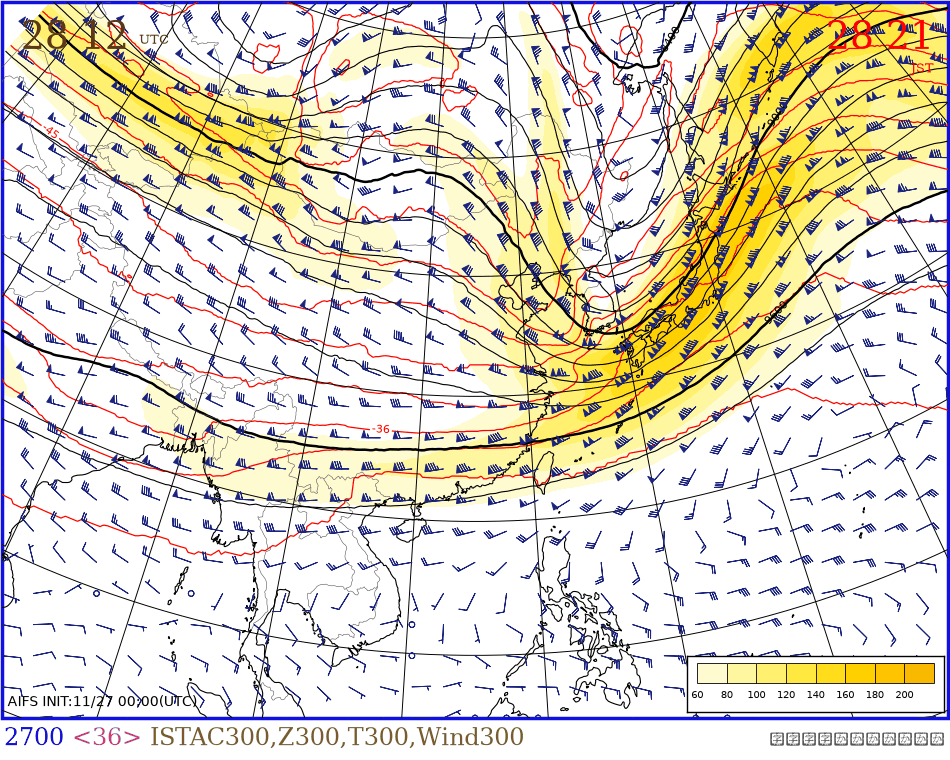 28 12 UTC
28 21 JST
-45
-36
60 80 100 120 140 160 180 200
AIFS INIT:11/27 00:00(UTC)
2700 <36> ISTAC300,Z300,T300,Wind300